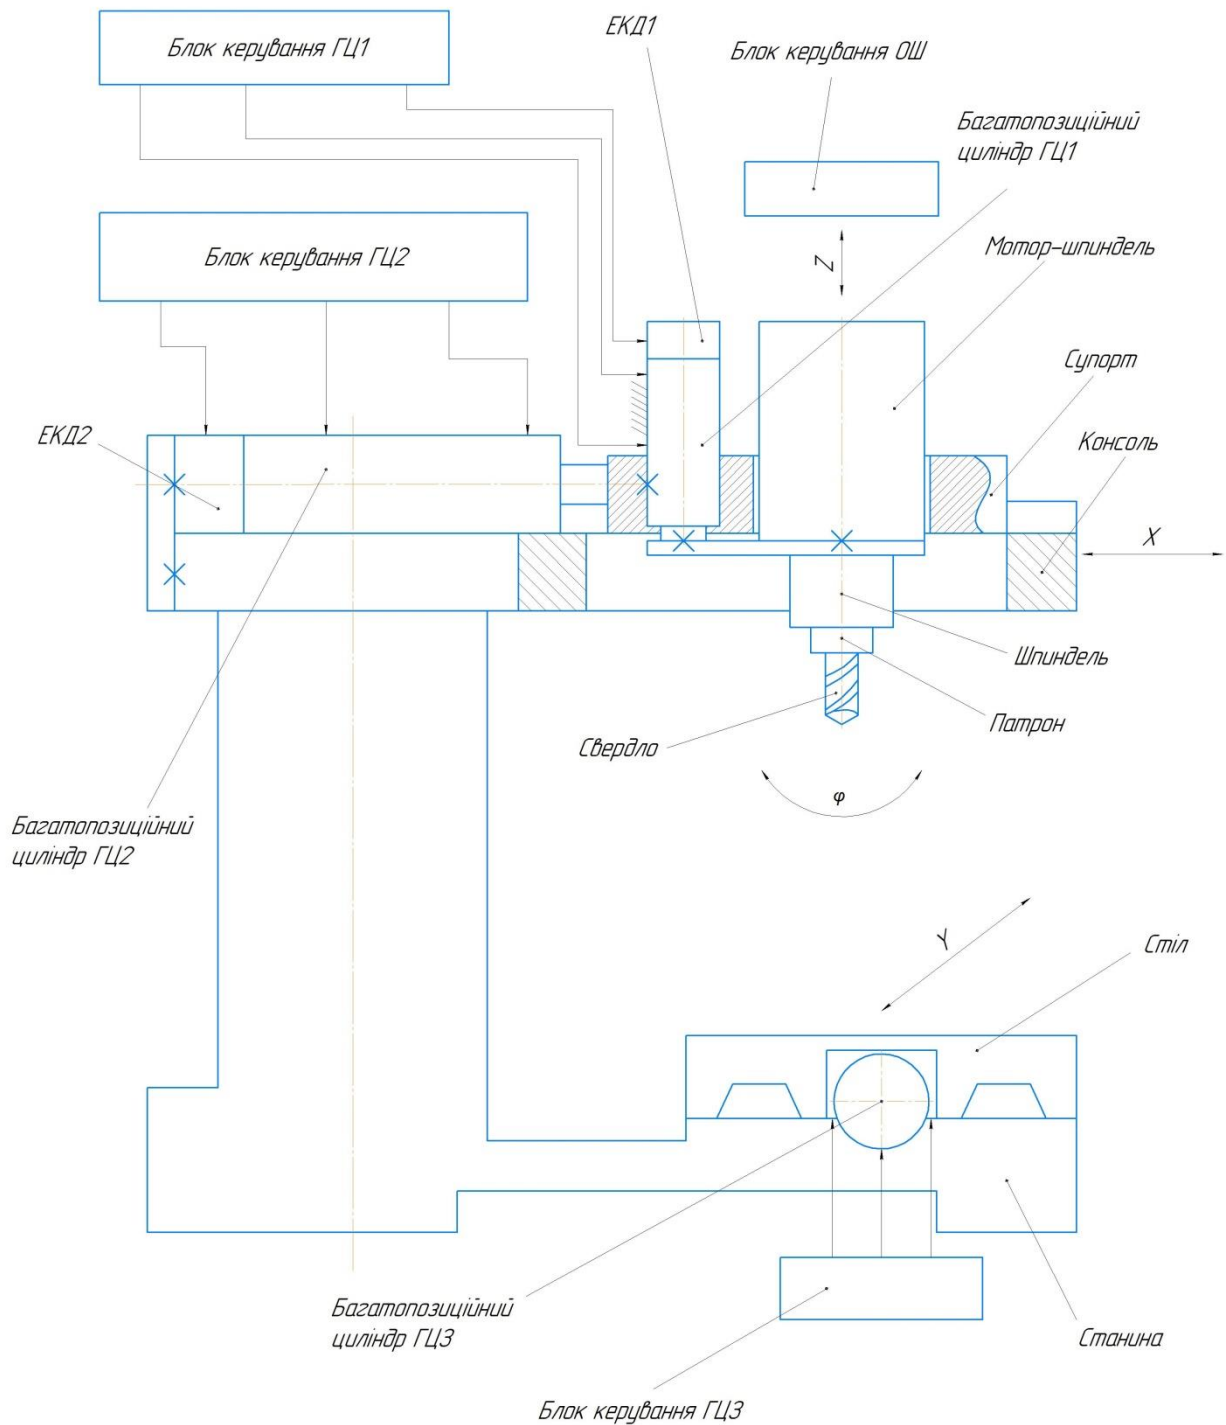 Блок керування ГЦ1
ЕКД1
Блок керування ОШ
Багатопозиційний
циліндр ГЦ1
Блок керування ГЦ2
Z
Мотор-шпиндель
Супорт
ЕКД2
Консоль
X
Шпиндель
Патрон
Свердло
φ
Багатопозиційний
циліндр ГЦ2
Y
Стіл
Багатопозиційний
циліндр ГЦ3
Станина
Блок керування ГЦ3